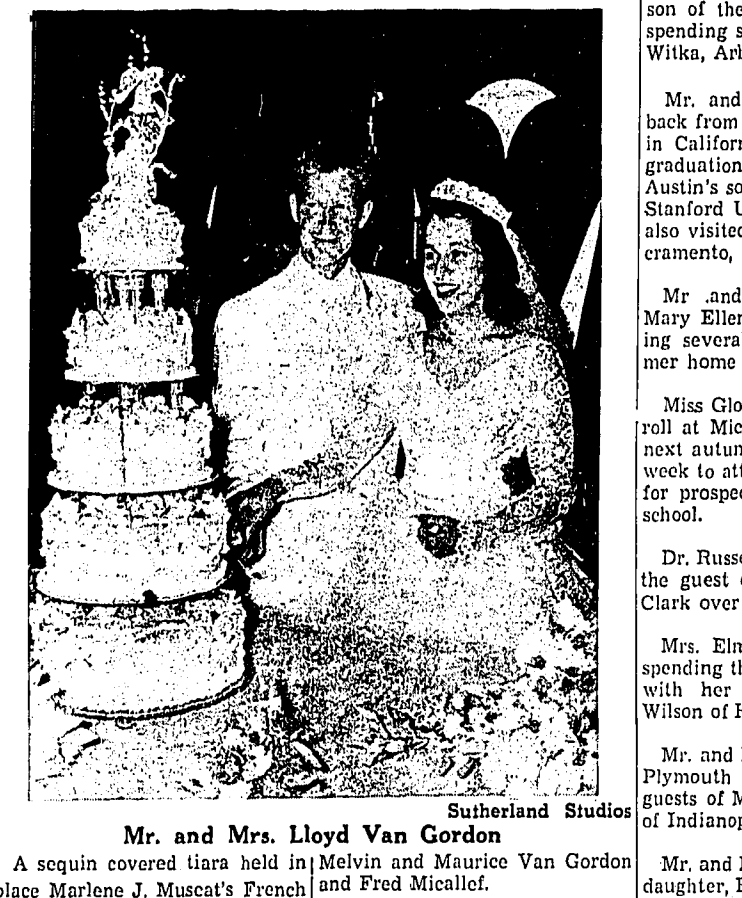 Sutherland Studios
Mr. and Mrs. Lloyd Van Gordon
A sequin covered tiara held in
place Marlene J. Muscat's French
Melvin and Maurice Van Gordon
and Fred Micallef.
son of the
spending s
Witka, Ar
Mr. and
back from
in Californ
graduation
Austin's so
Stanford U
also visited
cramento,
Mr .and
Mary Ellen
ing severa
mer home
Miss Glo
roll at Mic
next autum
week to att
for prospec
school.
Dr. Russe
the guest
Clark over
Mrs. Elm
spending th
with her
Wilson of
Mr. and
Plymouth
guests of M
of Indianop
Mr. and
daughter,